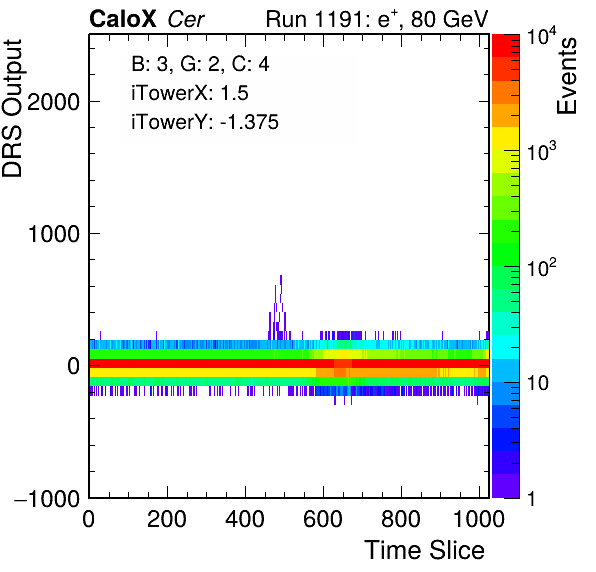 CaloX Cer Run 1191: e⁺, 80 GeV
B: 3, G: 2, C: 4
iTowerX: 1.5
iTowerY: -1.375
DRS Output
2000
1000
0
−1000
0 200 400 600 800 1000
Time Slice
Events
10⁴
10³
10²
10
1